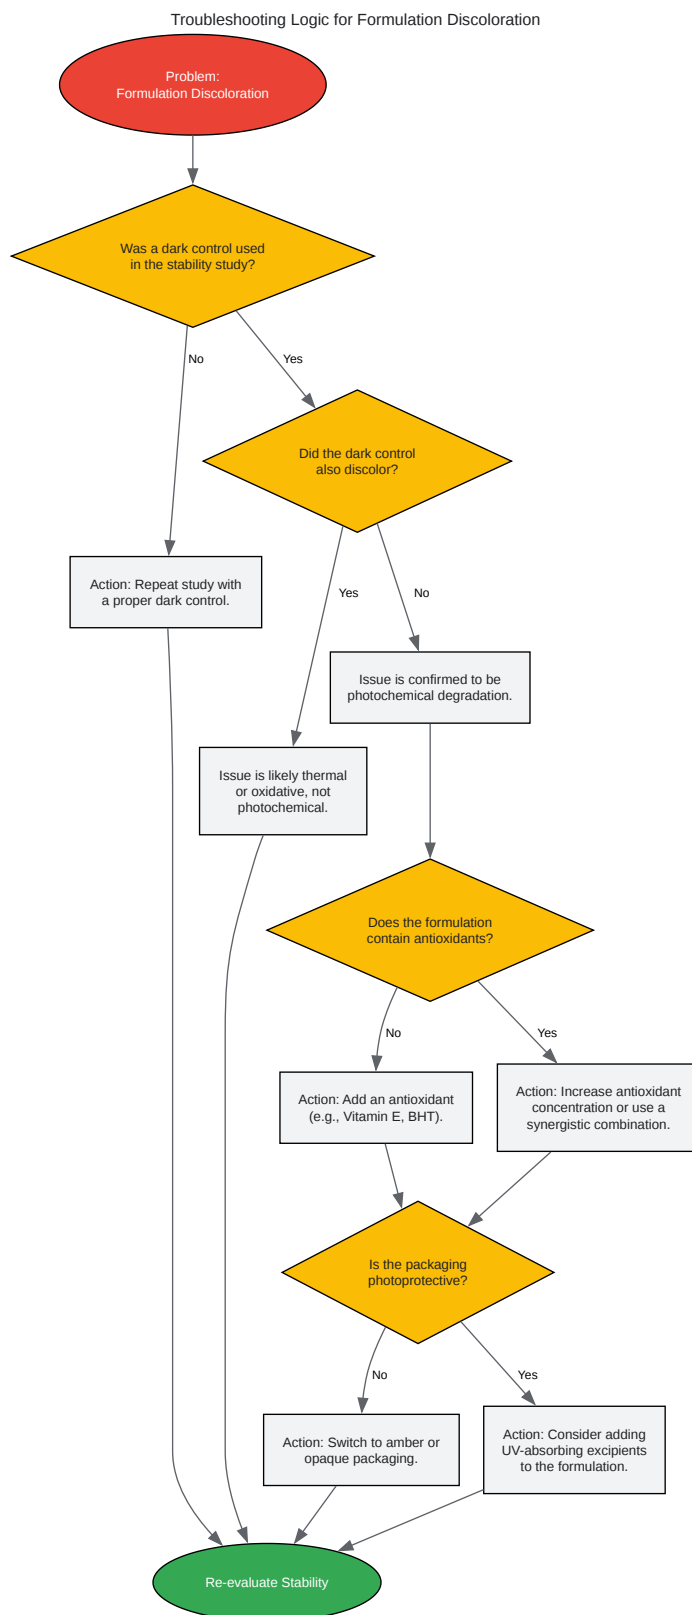 Troubleshooting Logic for Formulation Discoloration
Problem:
Formulation Discoloration
Was a dark control used
in the stability study?
No
Yes
Did the dark control
also discolor?
Action: Repeat study with
a proper dark control.
Yes
No
Issue is confirmed to be
photochemical degradation.
Issue is likely thermal
or oxidative, not
photochemical.
Does the formulation
contain antioxidants?
No
Yes
Action: Add an antioxidant
(e.g., Vitamin E, BHT).
Action: Increase antioxidant
concentration or use a
synergistic combination.
Is the packaging
photoprotective?
No
Yes
Action: Switch to amber or
opaque packaging.
Action: Consider adding
UV-absorbing excipients
to the formulation.
Re-evaluate Stability